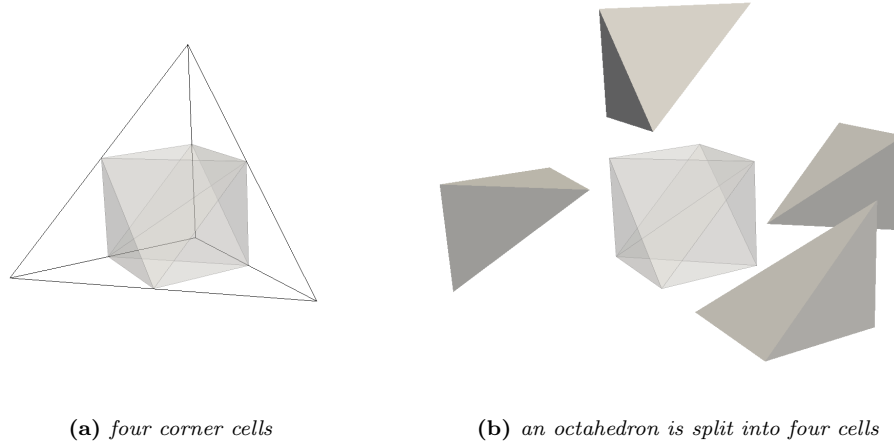 (a) four corner cells
(b) an octahedron is split into four cells